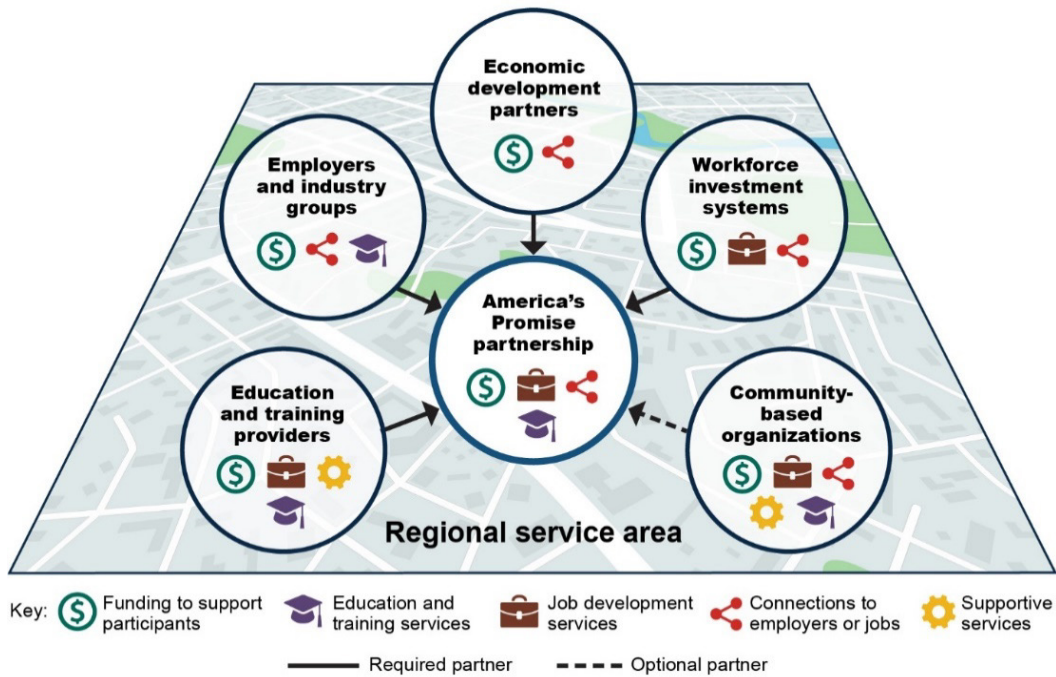 Economic
development
partners
Employers
and industry
groups
Workforce
investment
systems
America's
Promise
partnership
Education
and training
providers
Community-
based
organizations
Regional service area
Key:
Funding to support
participants
Education and
training services
Job development
services
Connections to
employers or jobs
Supportive
services
Required partner
Optional partner